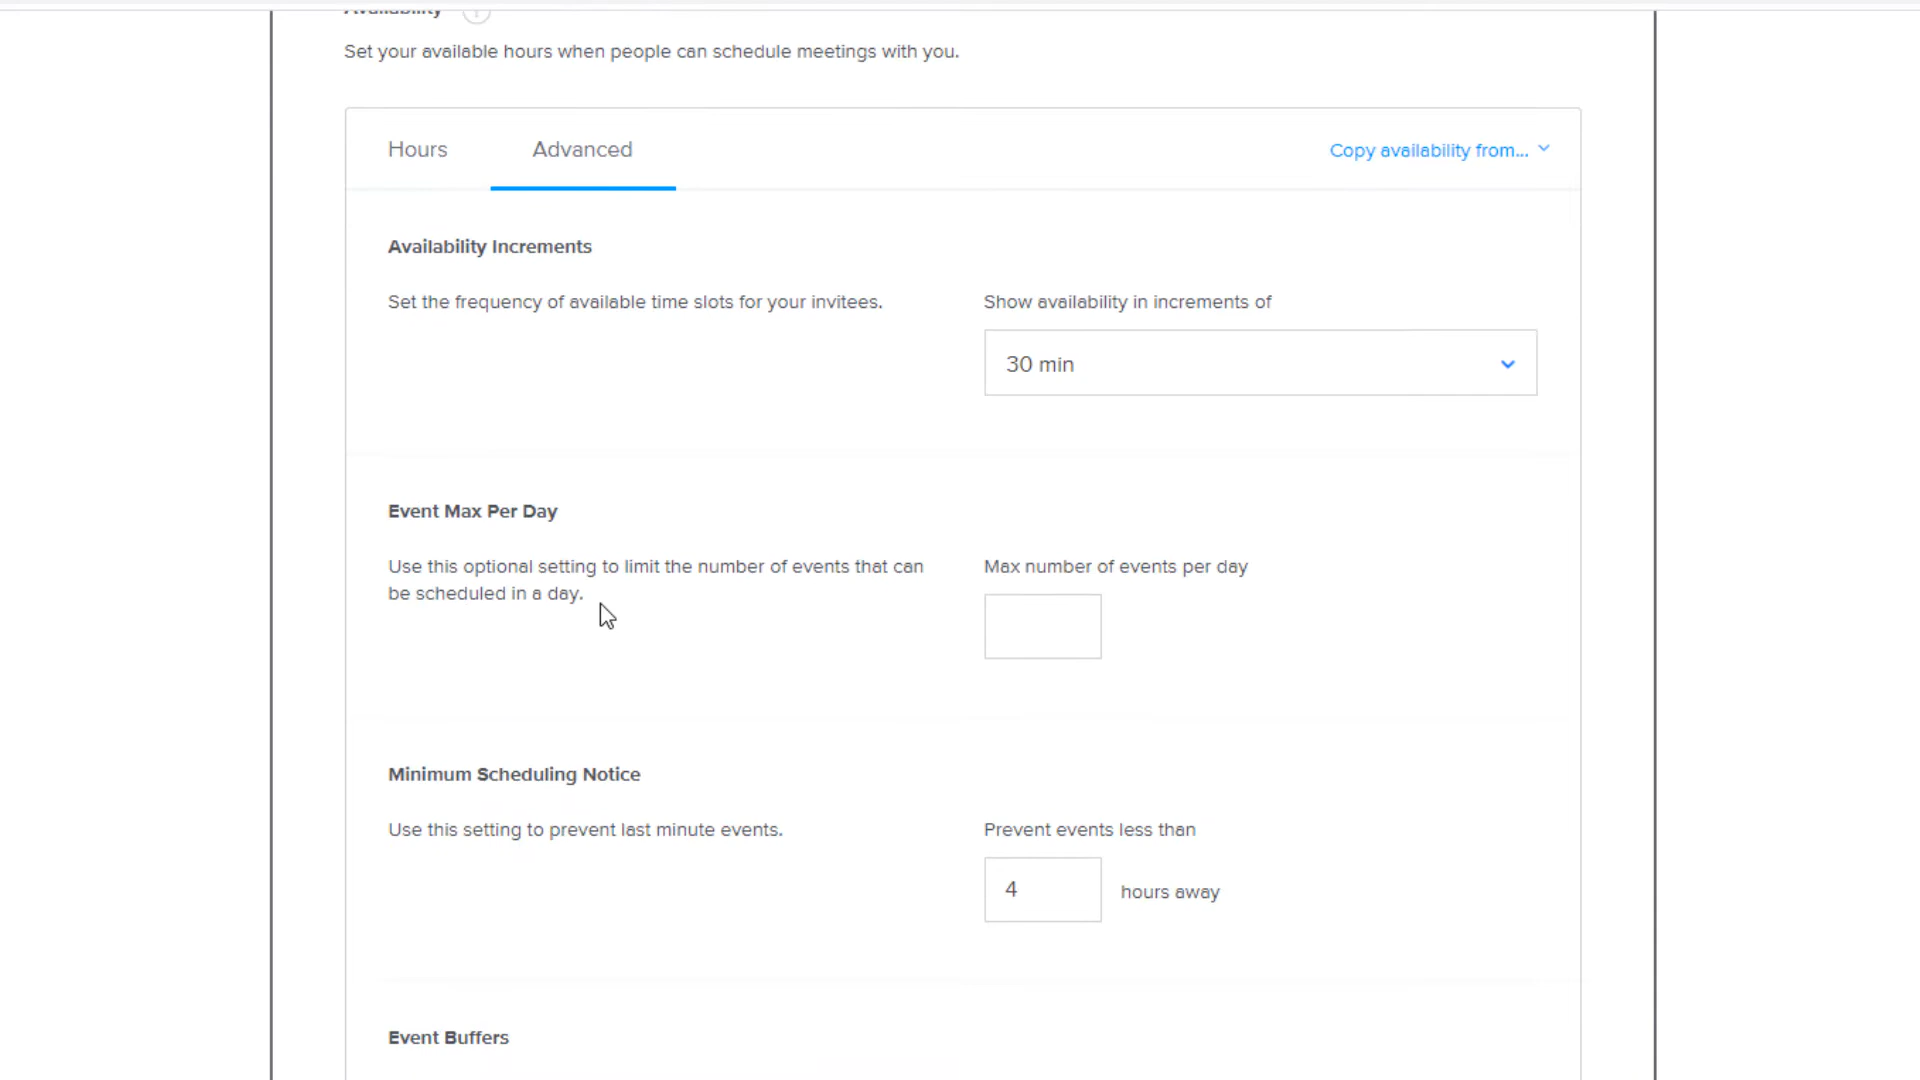 Availability
Set your available hours when people can schedule meetings with you.
Hours
Advanced
Copy availability from...
Availability Increments
Set the frequency of available time slots for your invitees.
Show availability in increments of
30 min
Event Max Per Day
Use this optional setting to limit the number of events that can
be scheduled in a day.
Max number of events per day
Minimum Scheduling Notice
Use this setting to prevent last minute events.
Prevent events less than
4
hours away
Event Buffers